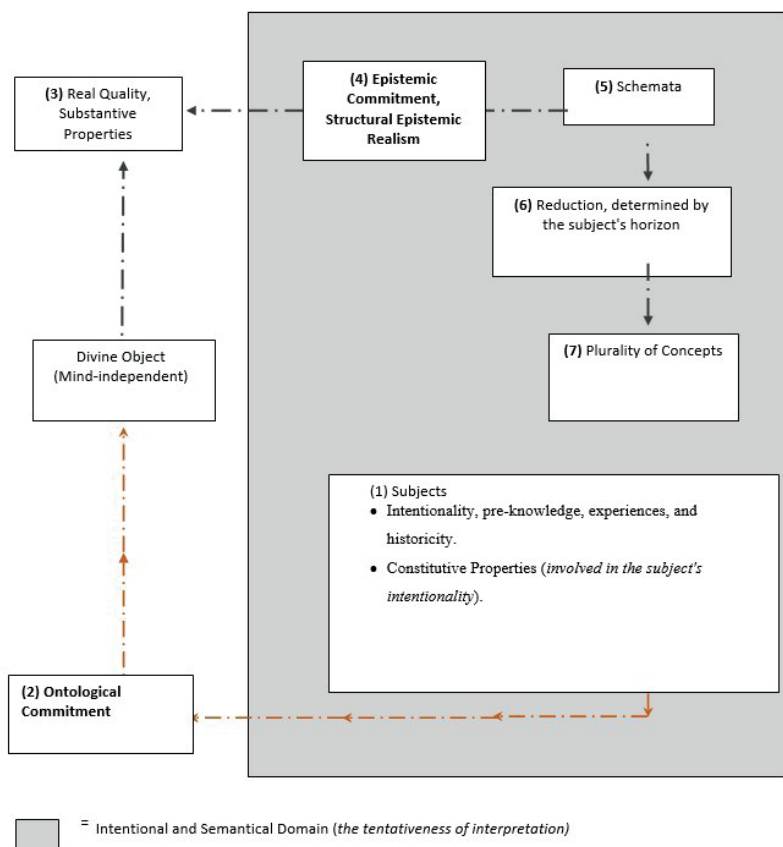 (3) Real Quality,
Substantive
Properties
(4) Epistemic
Commitment,
Structural Epistemic
Realism
(5) Schemata
(6) Reduction, determined by
the subject's horizon
Divine Object
(Mind-independent)
(7) Plurality of Concepts
(1) Subjects
• Intentionality, pre-knowledge, experiences, and
historicity.
• Constitutive Properties (involved in the subject's
intentionality).
(2) Ontological
Commitment
= Intentional and Semantical Domain (the tentativeness of interpretation)